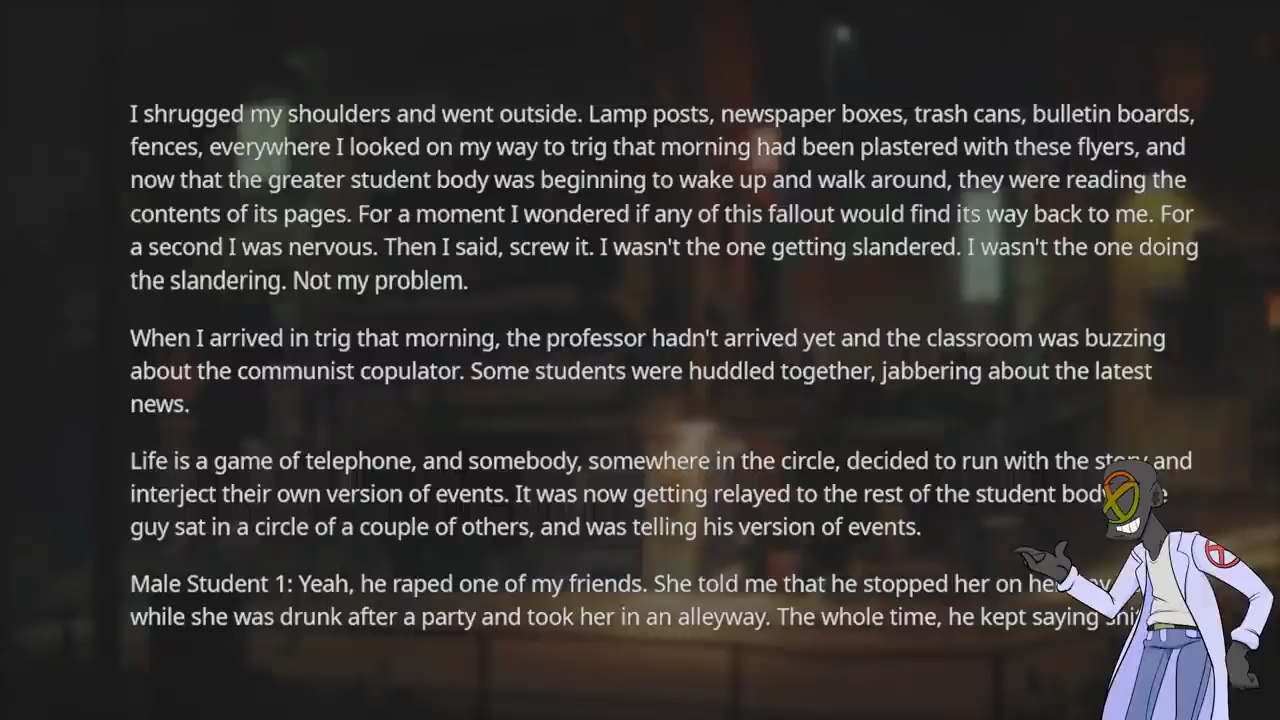 I shrugged my shoulders and went outside. Lamp posts, newspaper boxes, trash cans, bulletin boards,
fences, everywhere I looked on my way to trig that morning had been plastered with these flyers, and
now that the greater student body was beginning to wake up and walk around, they were reading the
contents of its pages. For a moment I wondered if any of this fallout would find its way back to me. For
a second I was nervous. Then I said, screw it. I wasn't the one getting slandered. I wasn't the one doing
the slandering. Not my problem.
When I arrived in trig that morning, the professor hadn't arrived yet and the classroom was buzzing
about the communist copulator. Some students were huddled together, jabbering about the latest
news.
Life is a game of telephone, and somebody, somewhere in the circle, decided to run with the story and
interject their own version of events. It was now getting relayed to the rest of the student body
guy sat in a circle of a couple of others, and was telling his version of events.
Male Student 1: Yeah, he raped one of my friends. She told me that he stopped her on
while she was drunk after a party and took her in an alleyway. The whole time, he kept saying